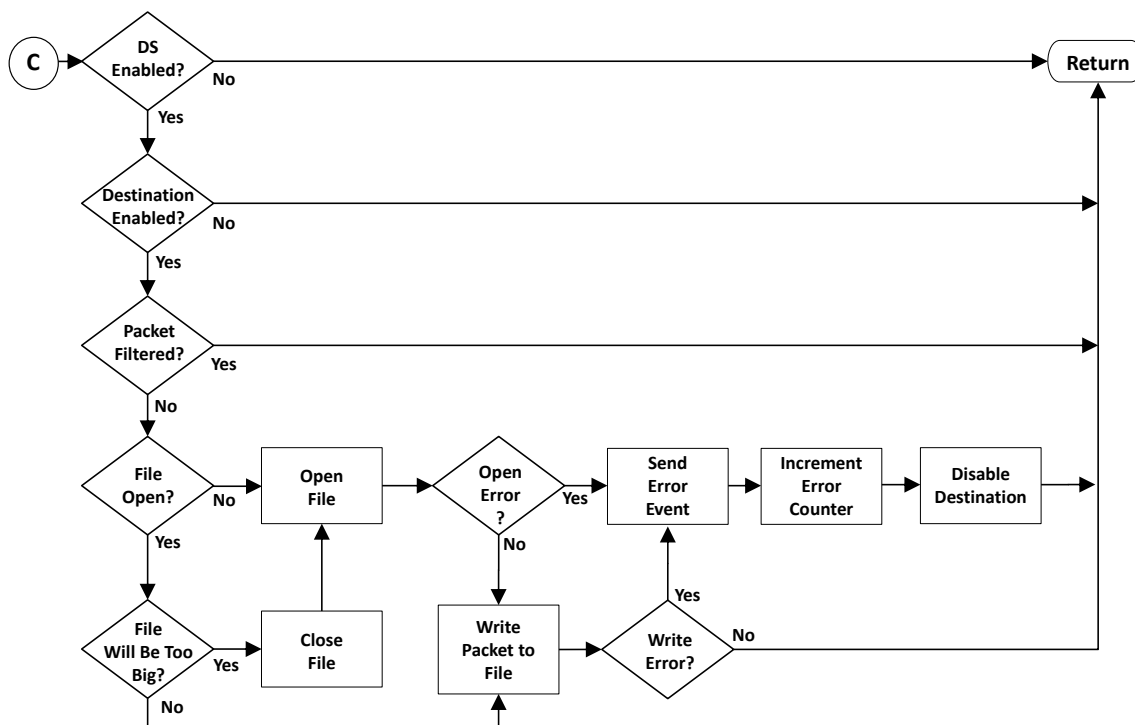 C
DS
Enabled?
No
Return
Yes
Destination
Enabled?
No
Yes
Packet
Filtered?
Yes
No
File
Open?
No
Open
File
Open
Error
?
Yes
Send
Error
Event
Increment
Error
Counter
Disable
Destination
Yes
No
File
Will Be Too
Big?
Yes
Close
File
Write
Packet to
File
Yes
Write
Error?
No
No